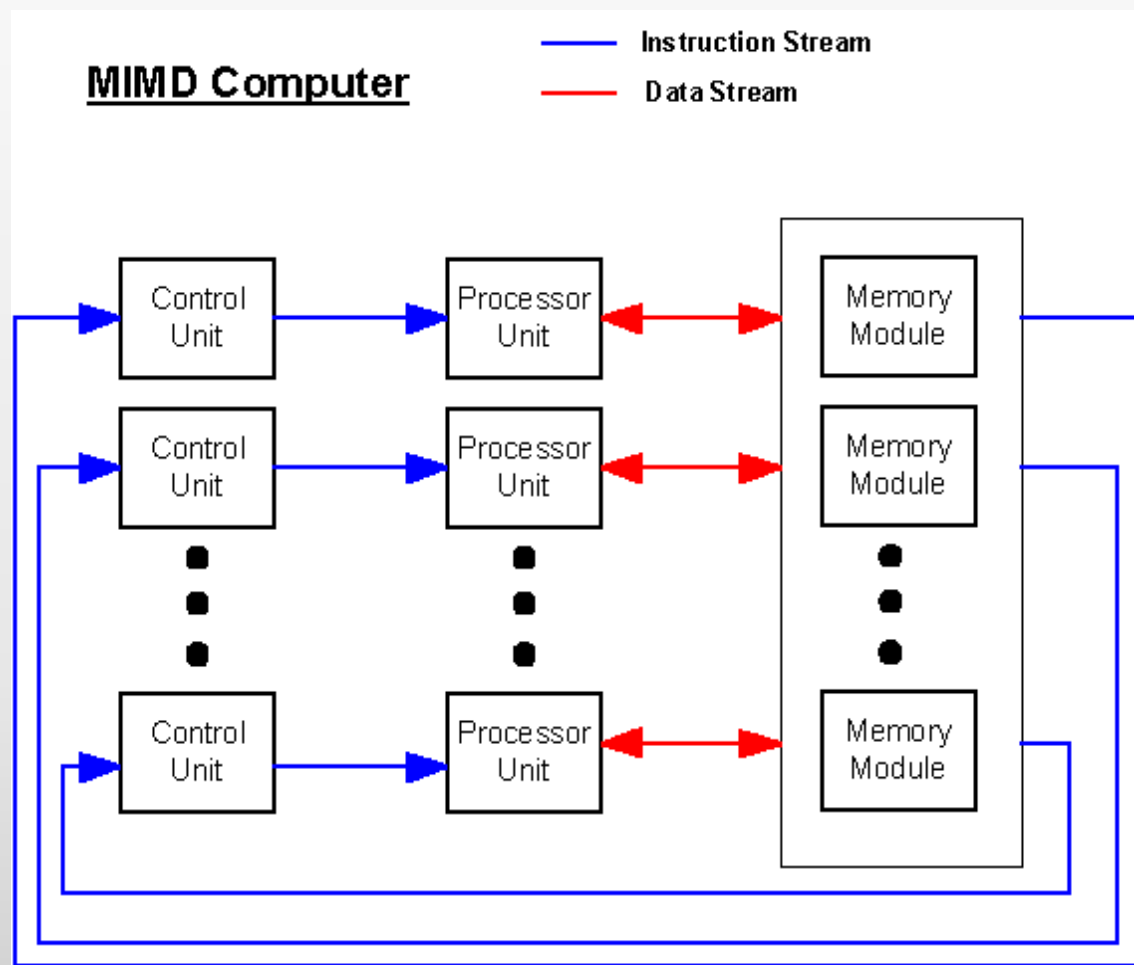 MIMD Computer
Instruction Stream
Data Stream
Control
Unit
Processor
Unit
Memory
Module
Control
Unit
Processor
Unit
Memory
Module
Control
Unit
Processor
Unit
Memory
Module